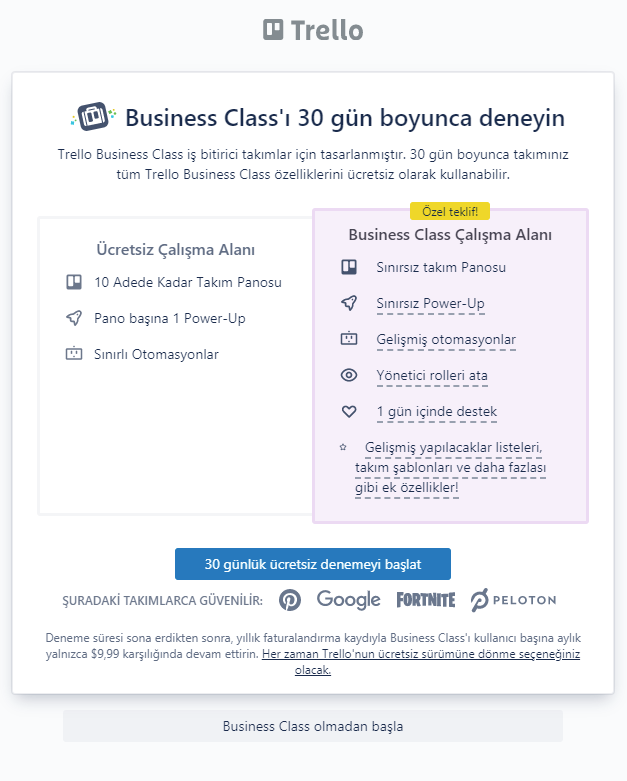 Trello
Business Class'ı 30 gün boyunca deneyin
Trello Business Class iş bitirici takımlar için tasarlanmıştır. 30 gün boyunca takımınız
tüm Trello Business Class özelliklerini ücretsiz olarak kullanabilir.
Ücretsiz Çalışma Alanı
10 Adede Kadar Takım Panosu
Pano başına 1 Power-Up
Sınırlı Otomasyonlar
Özel teklif!
Business Class Çalışma Alanı
Sınırsız takım Panosu
Sınırsız Power-Up
Gelişmiş otomasyonlar
Yönetici rolleri ata
1 gün içinde destek
Gelişmiş yapılacaklar listeleri,
takım şablonları ve daha fazlası
gibi ek özellikler!
30 günlük ücretsiz denemeyi başlat
ŞURADAKİ TAKIMLARCA GÜVENİLİR: Google FORTNITE PELOTON
Deneme süresi sona erdikten sonra, yıllık faturalandırma kaydıyla Business Class'ı kullanıcı başına aylık
yalnızca $9,99 karşılığında devam ettirin. Her zaman Trello'nun ücretsiz sürümüne dönme seçeneğiniz
olacak.
Business Class olmadan başla